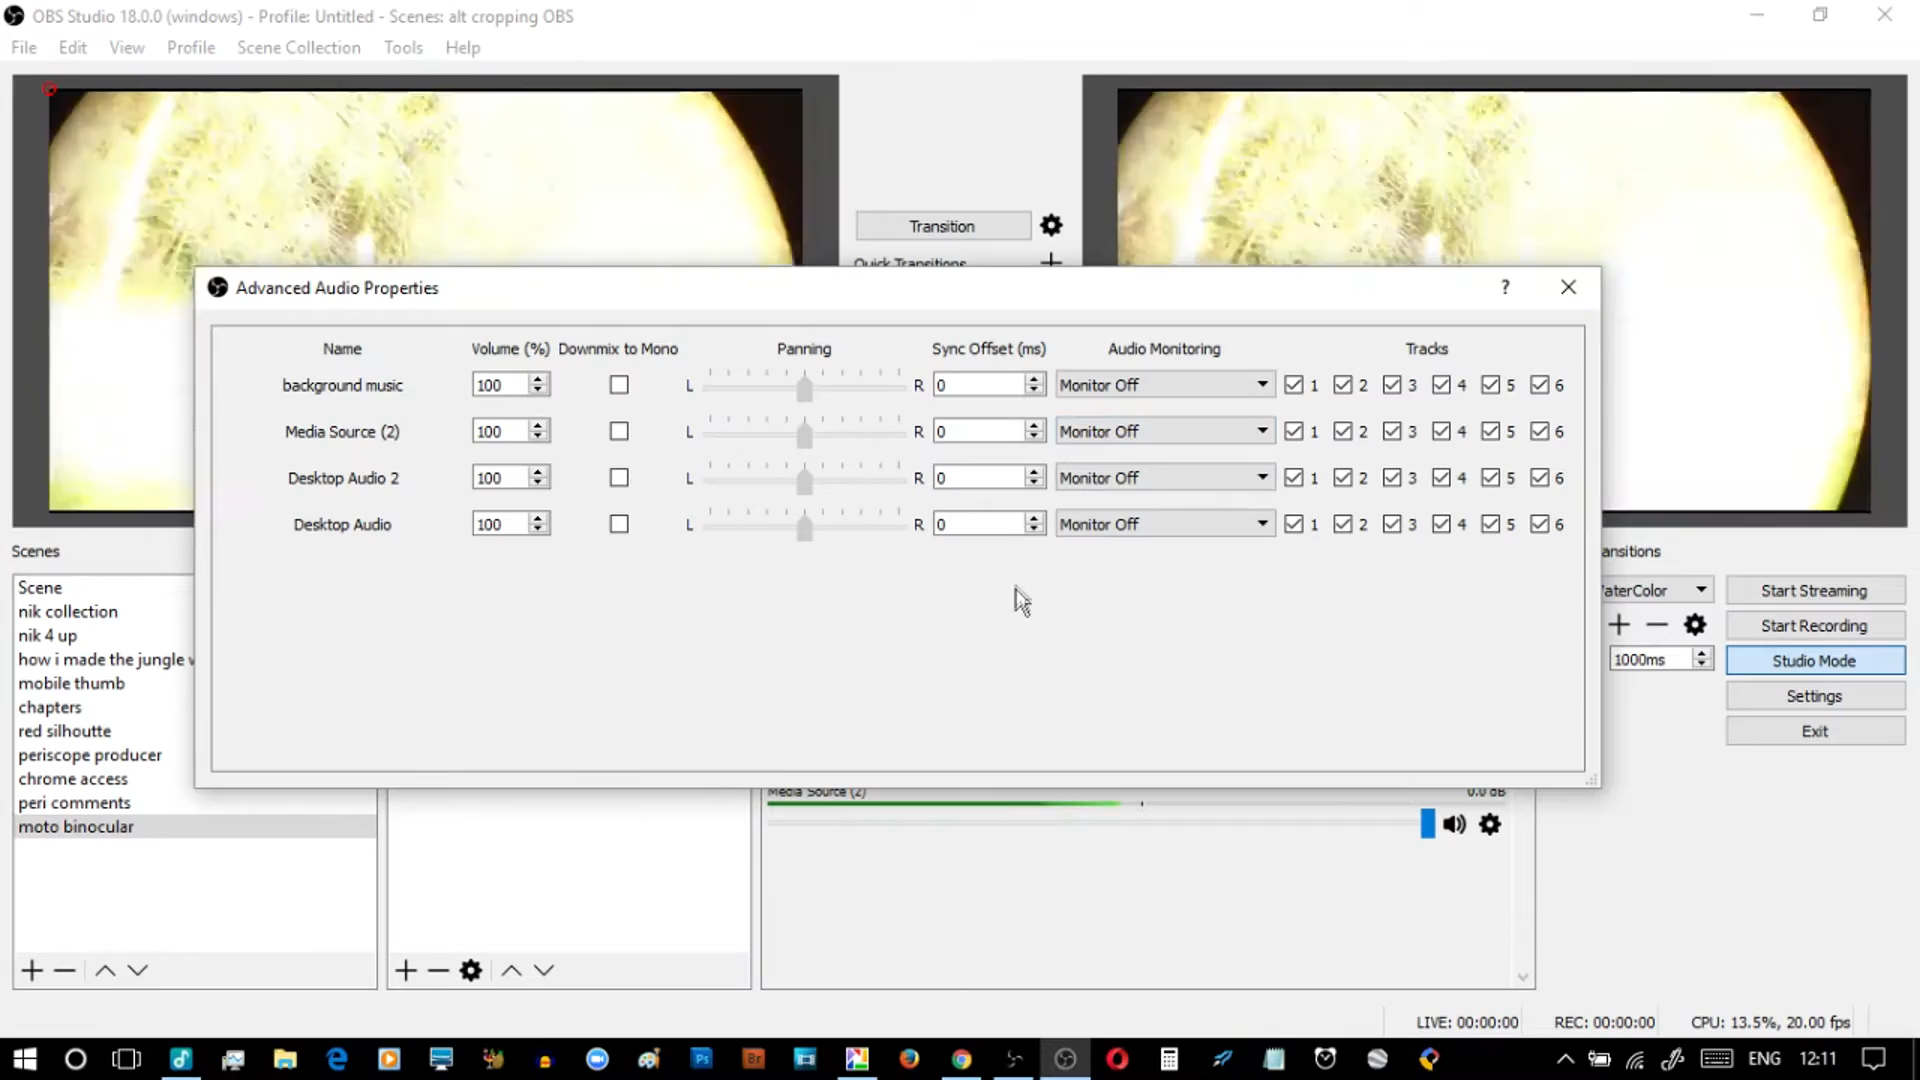 OBS Studio 18.0.0 (windows) - Profile: Untitled - Scenes: alt cropping OBS
File Edit View Profile Scene Collection Tools Help
Transition
Quick Transitions
Advanced Audio Properties ?
Name Volume (%) Downmix to Mono Panning Sync Offset (ms) Audio Monitoring Tracks
background music 100 L R 0 Monitor Off 1 2 3 4 5 6
Media Source (2) 100 L R 0 Monitor Off 1 2 3 4 5 6
Desktop Audio 2 100 L R 0 Monitor Off 1 2 3 4 5 6
Desktop Audio 100 L R 0 Monitor Off 1 2 3 4 5 6
Scenes
Scene
nik collection
nik 4 up
how i made the jungle
mobile thumb
chapters
red silhoutte
periscope producer
chrome access
peri comments
moto binocular
Media Source (2) 0.0 dB
ansitions
aterColor
1000ms
Start Streaming
Start Recording
Studio Mode
Settings
Exit
LIVE: 00:00:00 REC: 00:00:00 CPU: 13.5%, 20.00 fps
Ps Br
ENG 12:11